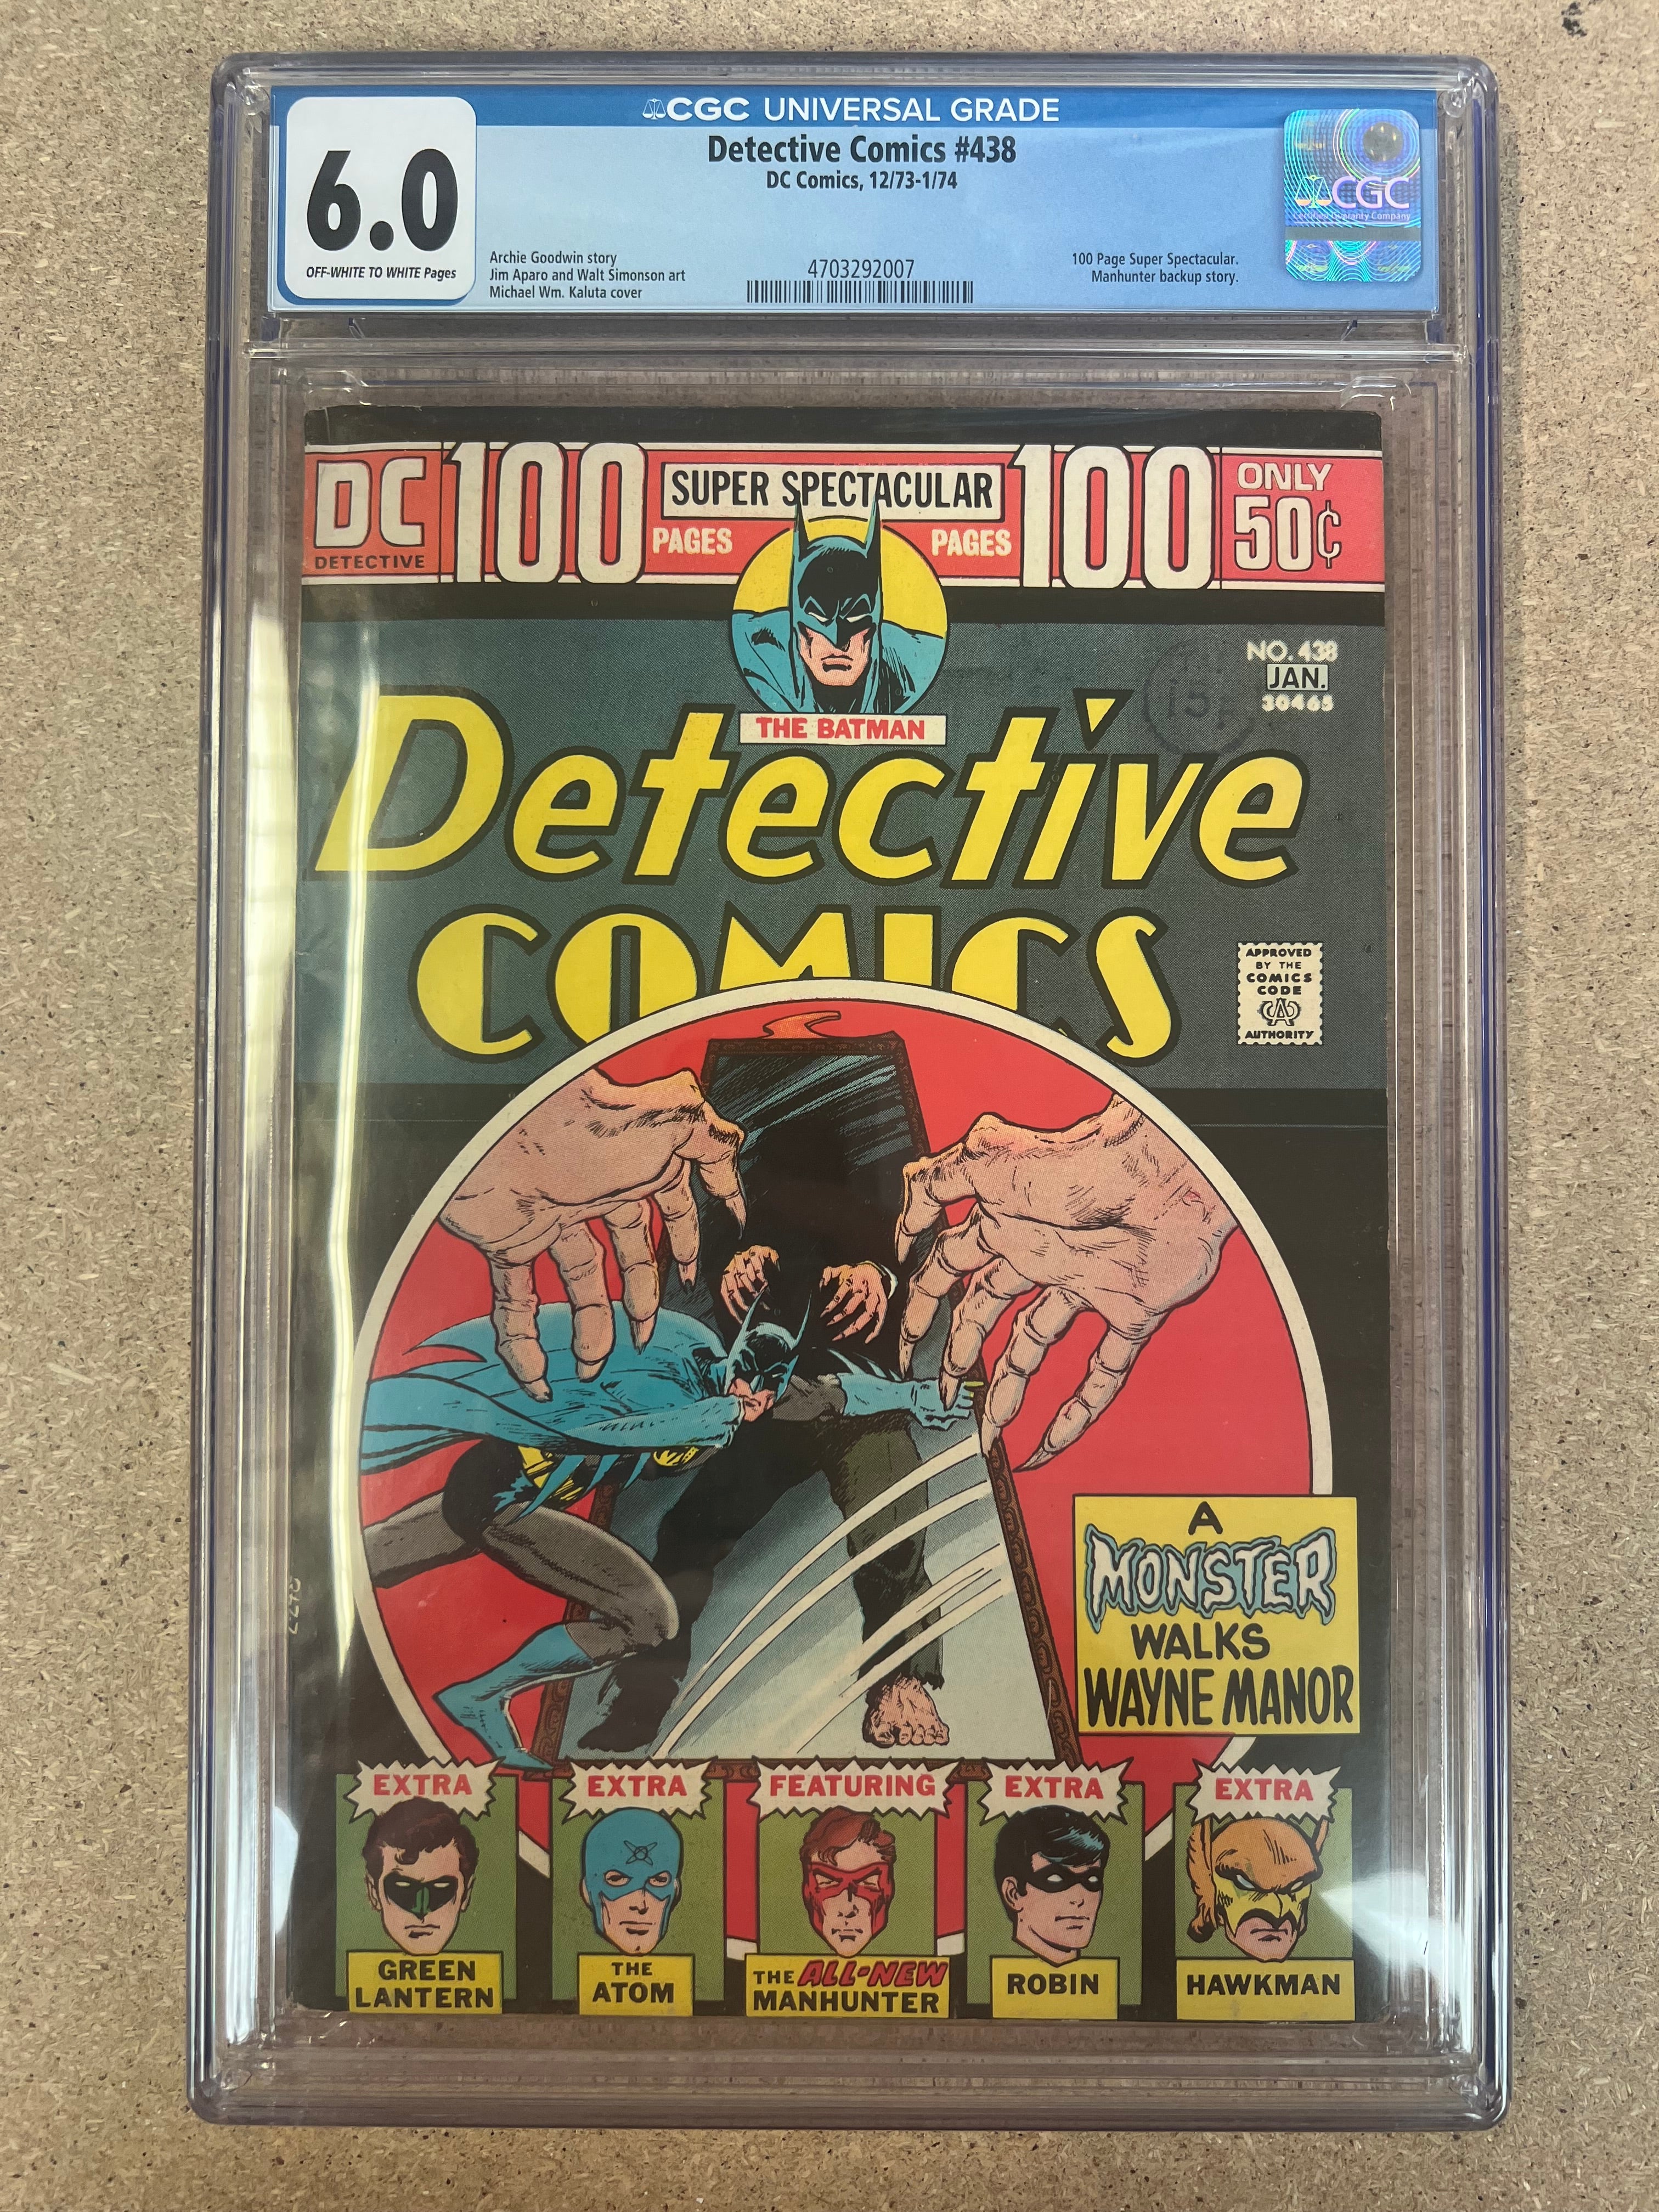 CGC UNIVERSAL GRADE
6.0
OFF-WHITE TO WHITE Pages
Detective Comics #438
DC Comics, 12/73-1/74
Archie Goodwin story
Jim Aparo and Walt Simonson art
Michael Wm. Kaluta cover
4703292007
100 Page Super Spectacular.
Manhunter backup story.
CGC
Certified Guaranty Company
DC
DETECTIVE
100 PAGES
SUPER SPECTACULAR
100 PAGES
ONLY
50¢
NO. 438
JAN.
30465
15P
THE BATMAN
Detective
COMICS
APPROVED
BY THE
COMICS
CODE
AUTHORITY
A
MONSTER
WALKS
WAYNE MANOR
EXTRA
GREEN
LANTERN
EXTRA
THE
ATOM
FEATURING
THE ALL-NEW
MANHUNTER
EXTRA
ROBIN
EXTRA
HAWKMAN